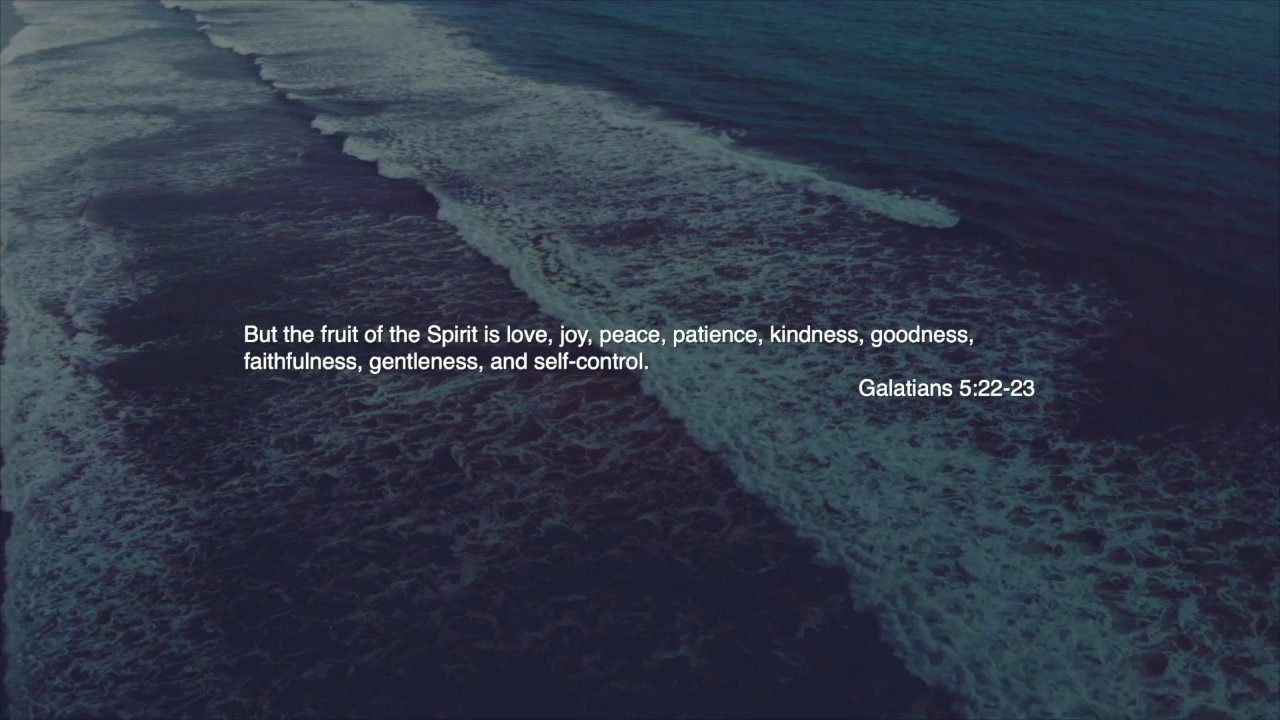 But the fruit of the Spirit is love, joy, peace, patience, kindness, goodness,
faithfulness, gentleness, and self-control.
Galatians 5:22-23